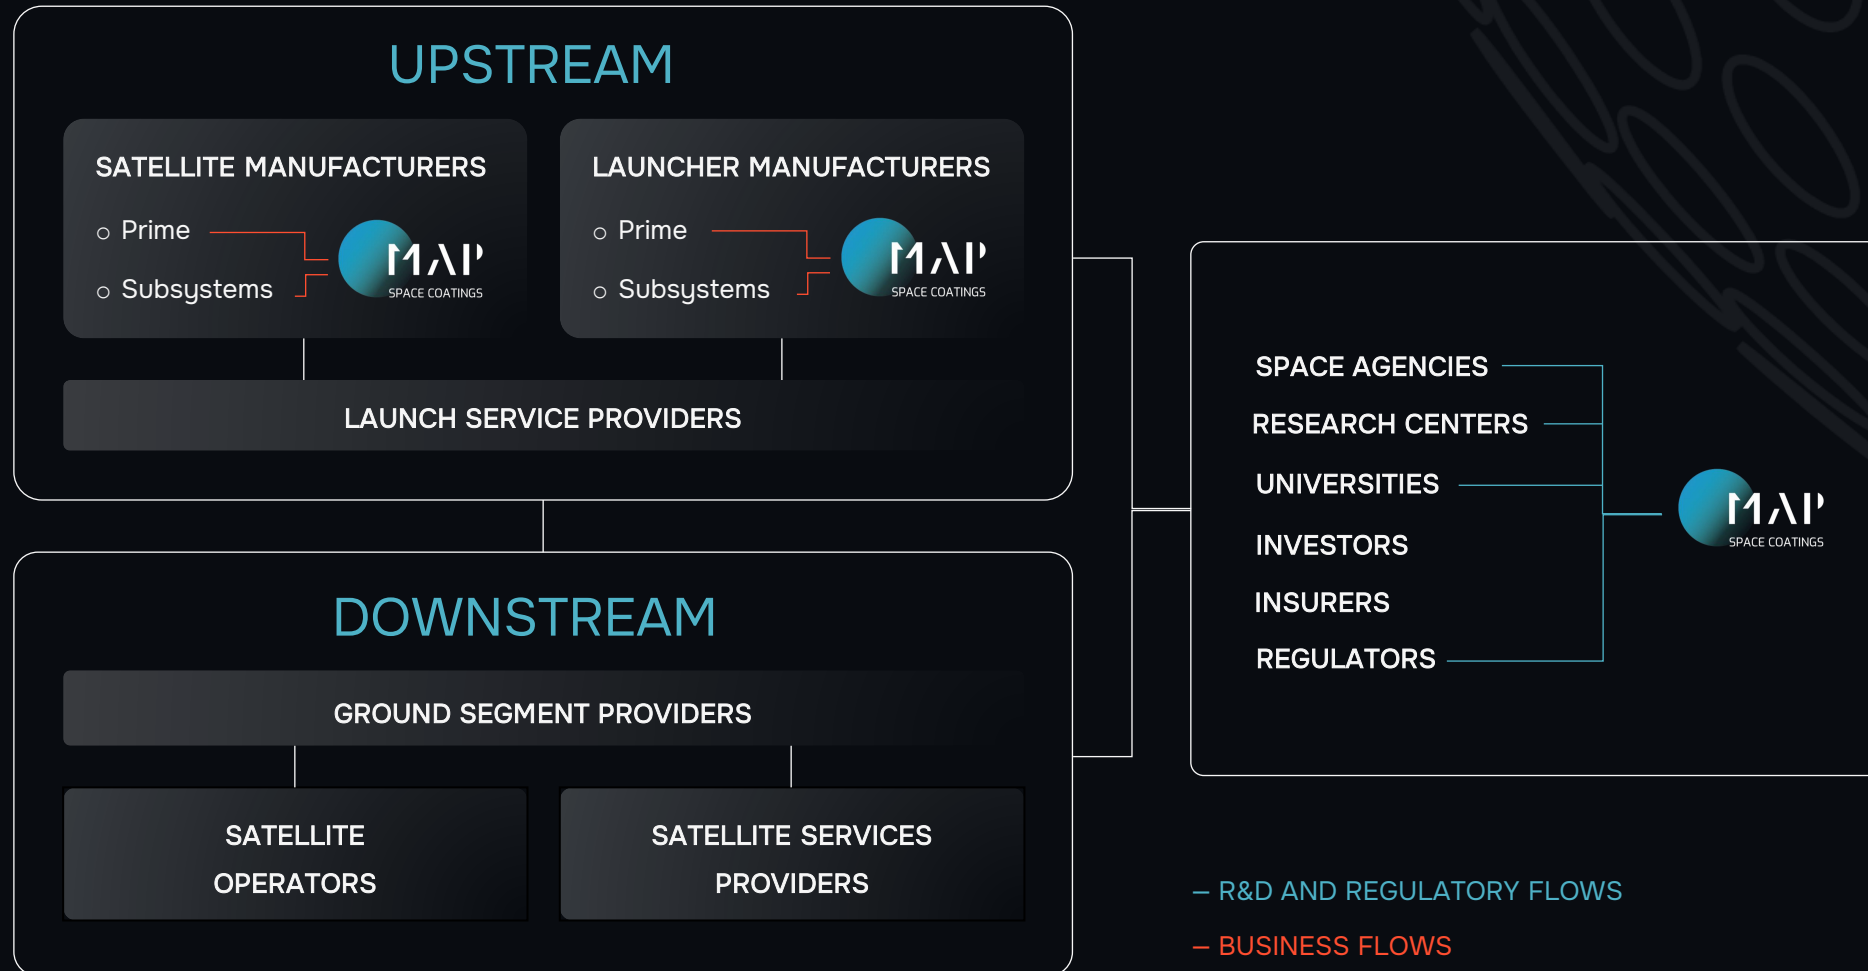 UPSTREAM
SATELLITE MANUFACTURERS
Prime
Subsystems
MAP
SPACE COATINGS
LAUNCHER MANUFACTURERS
Prime
Subsystems
MAP
SPACE COATINGS
LAUNCH SERVICE PROVIDERS
DOWNSTREAM
GROUND SEGMENT PROVIDERS
SATELLITE
OPERATORS
SATELLITE SERVICES
PROVIDERS
SPACE AGENCIES
RESEARCH CENTERS
UNIVERSITIES
INVESTORS
INSURERS
REGULATORS
MAP
SPACE COATINGS
– R&D AND REGULATORY FLOWS
– BUSINESS FLOWS